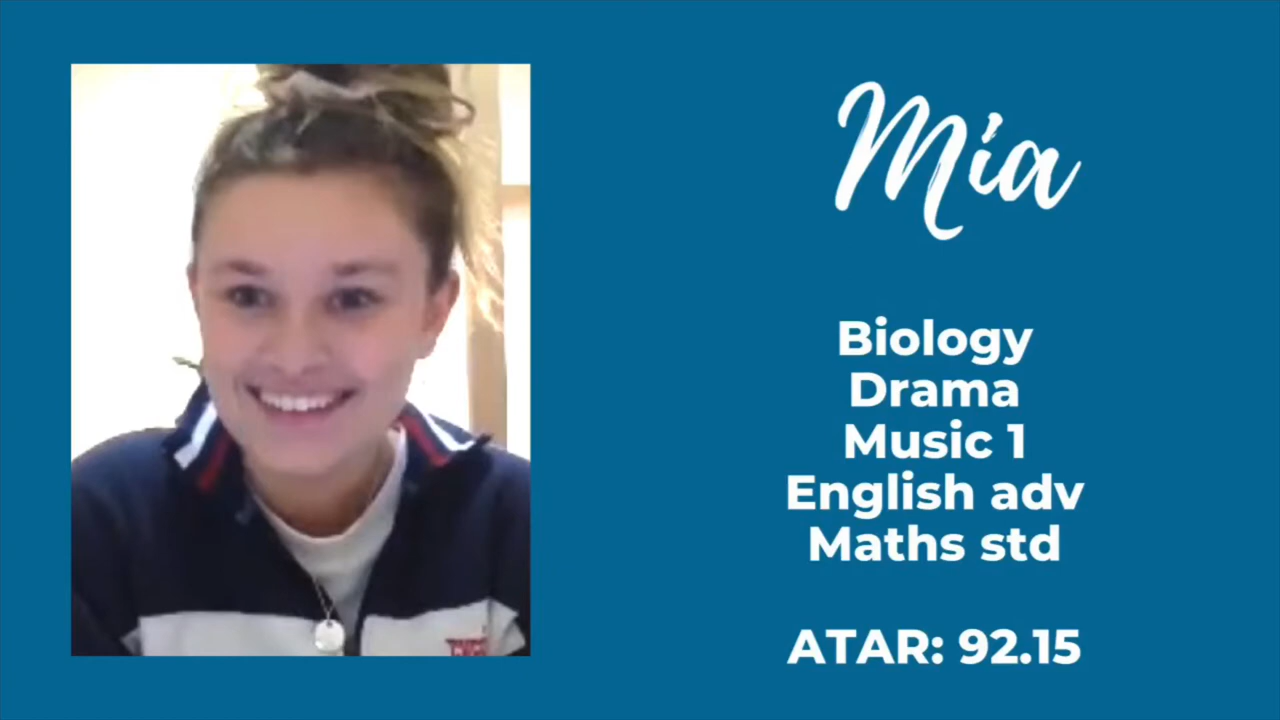 Mia
Biology
Drama
Music 1
English adv
Maths std
ATAR: 92.15